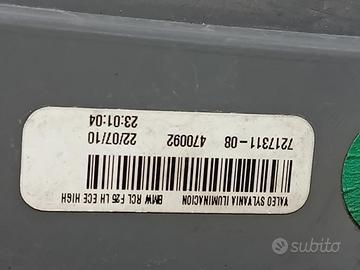 VALEO SYLVANIA ILUMINACION
BMW RCL F25 LH ECE HIGH
7217311-08 470092 22/07/10
23:01:04
subito